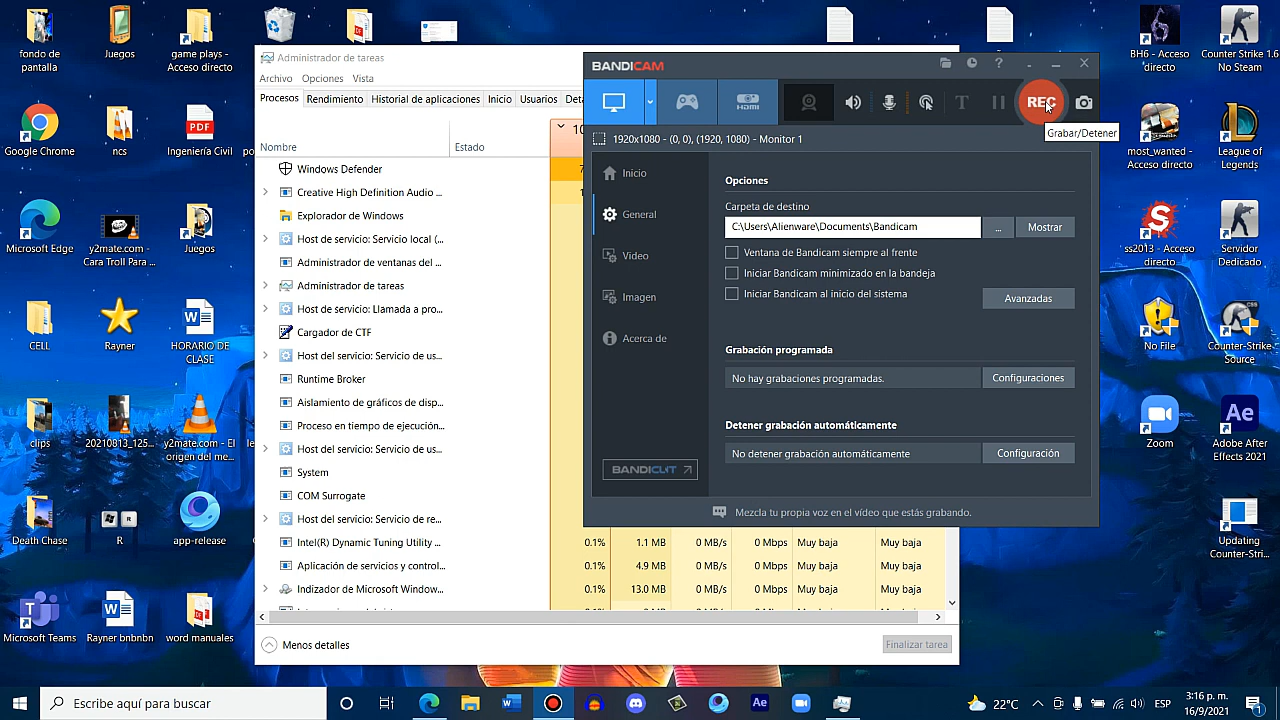 fondo de
pantalla
Juegos
game plays -
Acceso directo
BH6 - Acceso
directo
Counter Strike 1.6
No Steam
Google Chrome
ncs
Ingeniería Civil
most_wanted -
Acceso directo
League of
Legends
Microsoft Edge
y2mate.com -
Cara Troll Para ...
Juegos
ss2013 - Acceso
directo
Servidor
Dedicado
CELL
Rayner
HORARIO DE
CLASE
No File
Counter-Strike
Source
clips
20210813_125...
y2mate.com - El
origen del me...
Zoom
Adobe After
Effects 2021
Death Chase
R
app-release
Updating
Counter-Stri...
Microsoft Teams
Rayner bnbnbn
word manuales
Administrador de tareas
Archivo Opciones Vista
Procesos Rendimiento Historial de aplicaciones Inicio Usuarios Deta
Nombre Estado
Windows Defender
Creative High Definition Audio ...
Explorador de Windows
Host de servicio: Servicio local (...
Administrador de ventanas del ...
Administrador de tareas
Host de servicio: Llamada a pro...
Cargador de CTF
Host del servicio: Servicio de us...
Runtime Broker
Aislamiento de gráficos de disp...
Proceso en tiempo de ejecución...
Host del servicio: Servicio de us...
System
COM Surrogate
Host del servicio: Servicio de re...
Intel(R) Dynamic Tuning Utility ... 0.1% 1.1 MB 0 MB/s 0 Mbps Muy baja Muy baja
Aplicación de servicios y control... 0.1% 4.9 MB 0 MB/s 0 Mbps Muy baja Muy baja
Indizador de Microsoft Window... 0.1% 13.0 MB 0 MB/s 0 Mbps Muy baja Muy baja
Menos detalles
Finalizar tarea
BANDICAM
HDMI
REC
Grabar/Detener
1920x1080 - (0, 0), (1920, 1080) - Monitor 1
Inicio
General
Video
Imagen
Acerca de
BANDICUT
Opciones
Carpeta de destino
C:\Users\Alienware\Documents\Bandicam
...
Mostrar
Ventana de Bandicam siempre al frente
Iniciar Bandicam minimizado en la bandeja
Iniciar Bandicam al inicio del sistema
Avanzadas
Grabación programada
No hay grabaciones programadas.
Configuraciones
Detener grabación automáticamente
No detener grabación automáticamente
Configuración
Mezcla tu propia voz en el vídeo que estás grabando.
Escribe aquí para buscar
22°C
ESP
3:16 p. m.
16/9/2021